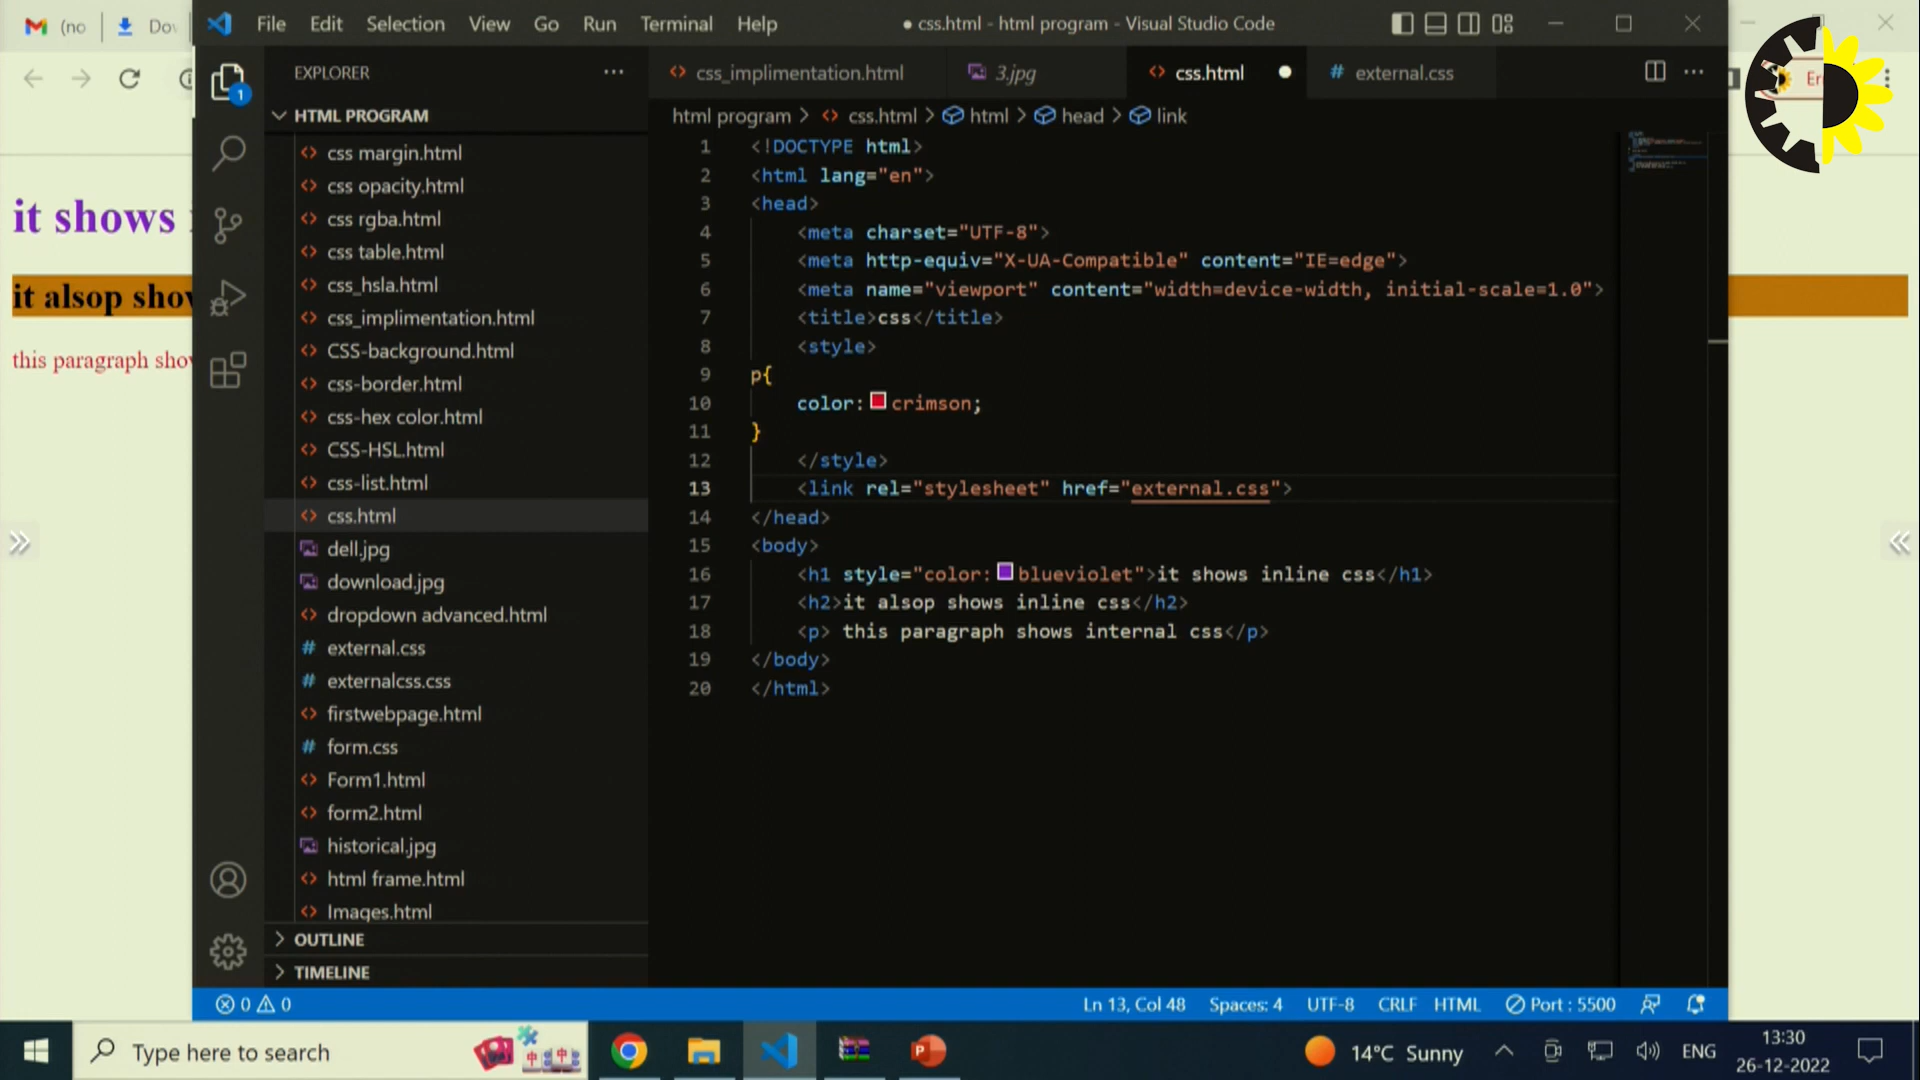 File Edit Selection View Go Run Terminal Help
● css.html - html program - Visual Studio Code
(no
Dov
EXPLORER
css_implimentation.html
3.jpg
css.html
external.css
HTML PROGRAM
html program > css.html > html > head > link
css margin.html
css opacity.html
css rgba.html
css table.html
css_hsla.html
css_implimentation.html
CSS-background.html
css-border.html
css-hex color.html
CSS-HSL.html
css-list.html
css.html
dell.jpg
download.jpg
dropdown advanced.html
external.css
externalcss.css
firstwebpage.html
form.css
Form1.html
form2.html
historical.jpg
html frame.html
Images.html
OUTLINE
TIMELINE
1 <!DOCTYPE html>
2 <html lang="en">
3 <head>
4 <meta charset="UTF-8">
5 <meta http-equiv="X-UA-Compatible" content="IE=edge">
6 <meta name="viewport" content="width=device-width, initial-scale=1.0">
7 <title>css</title>
8 <style>
9 p{
10 color:crimson;
11 }
12 </style>
13 <link rel="stylesheet" href="external.css">
14 </head>
15 <body>
16 <h1 style="color:blueviolet">it shows inline css</h1>
17 <h2>it alsop shows inline css</h2>
18 <p> this paragraph shows internal css</p>
19 </body>
20 </html>
it shows
it alsop show
this paragraph show
1
0 0
Ln 13, Col 48 Spaces: 4 UTF-8 CRLF HTML Port : 5500
Type here to search
14°C Sunny
ENG
13:30
26-12-2022